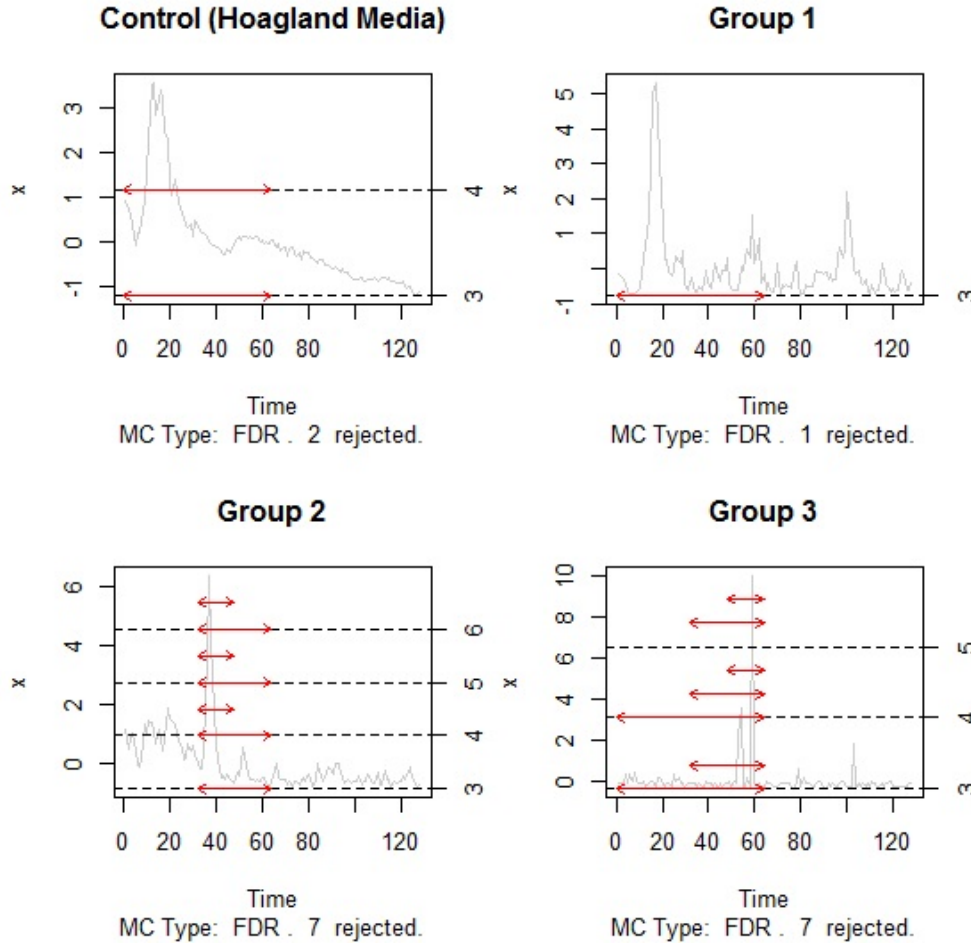 Control (Hoagland Media)
x
3
2
1
0
-1
4
3
0 20 40 60 80 120
Time
MC Type: FDR . 2 rejected.
Group 1
x
5
4
3
2
1
-1
3
0 20 40 60 80 120
Time
MC Type: FDR . 1 rejected.
Group 2
x
6
4
2
0
6
5
4
3
0 20 40 60 80 120
Time
MC Type: FDR . 7 rejected.
Group 3
x
10
8
6
4
2
0
5
4
3
0 20 40 60 80 120
Time
MC Type: FDR . 7 rejected.